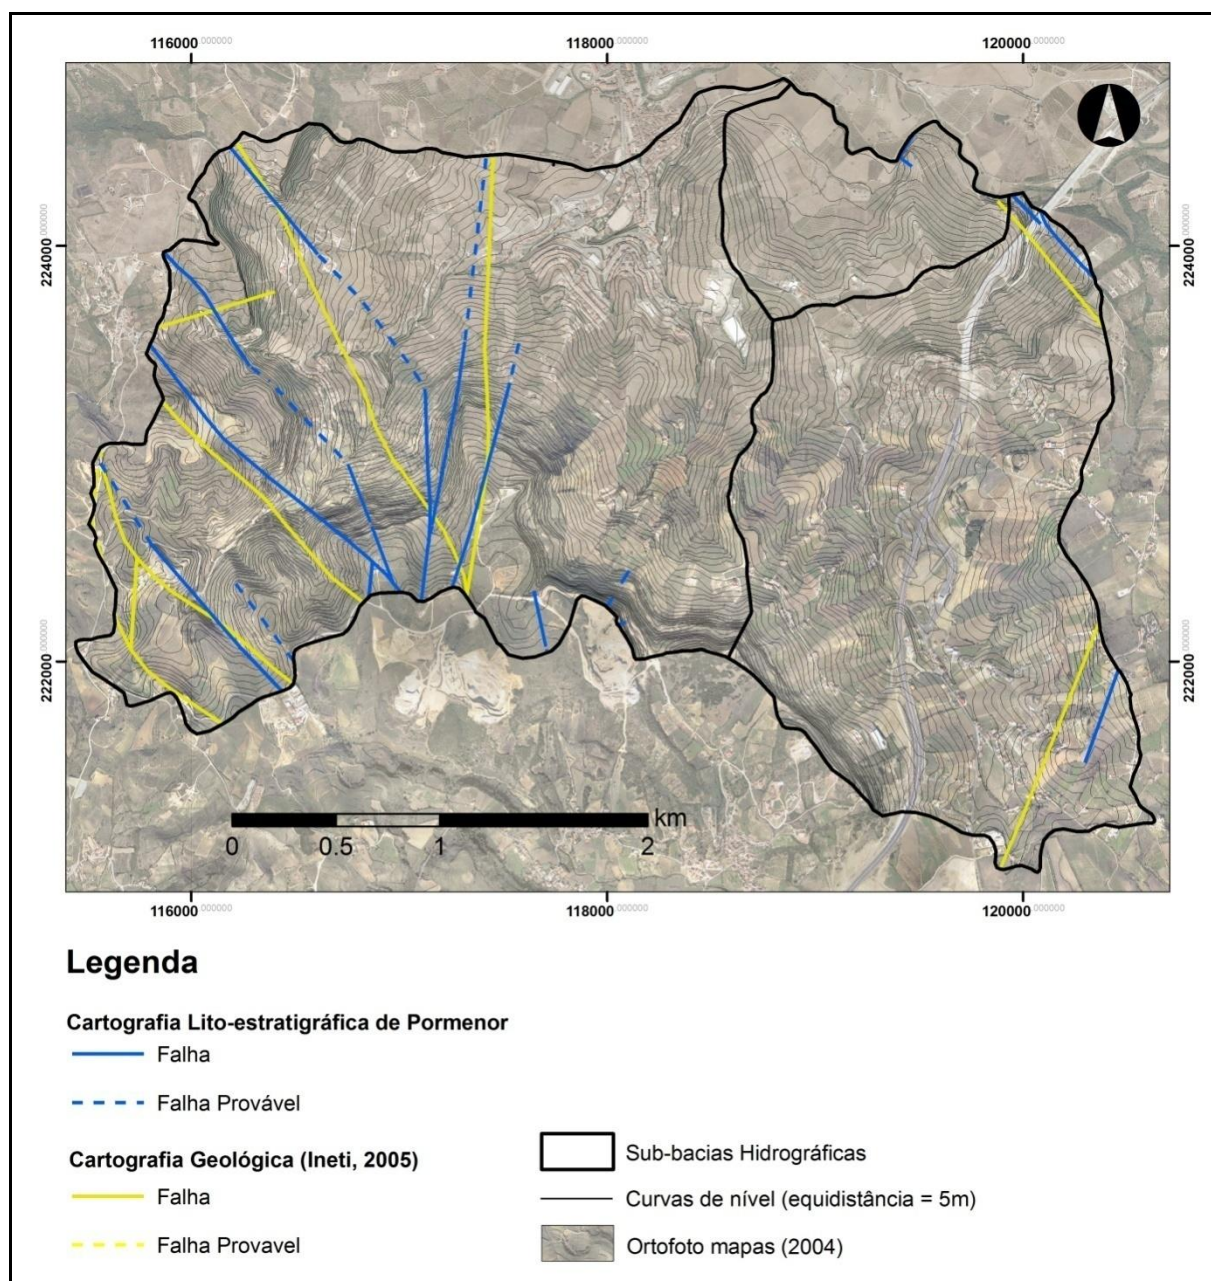 116000.000000 118000.000000 120000.000000
224000.000000 224000.000000
222000.000000 222000.000000
km
0 0.5 1 2
116000.000000 118000.000000 120000.000000
Legenda
Cartografia Lito-estratigráfica de Pormenor
Falha
Falha Provável
Cartografia Geológica (Ineti, 2005)
Falha
Falha Provavel
Sub-bacias Hidrográficas
Curvas de nível (equidistância = 5m)
Ortofoto mapas (2004)